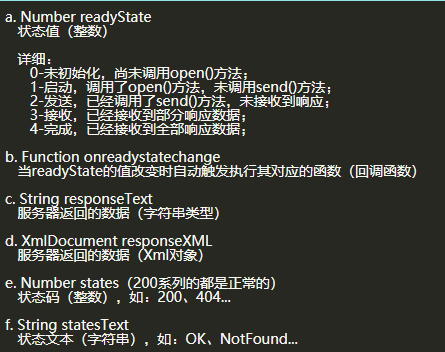 a. Number readyState
状态值（整数）
详细：
0-未初始化，尚未调用open()方法；
1-启动，调用了open()方法，未调用send()方法；
2-发送，已经调用了send()方法，未接收到响应；
3-接收，已经接收到部分响应数据；
4-完成，已经接收到全部响应数据；
b. Function onreadystatechange
当readyState的值改变时自动触发执行其对应的函数（回调函数）
c. String responseText
服务器返回的数据（字符串类型）
d. XmlDocument responseXML
服务器返回的数据（Xml对象）
e. Number states（200系列的都是正常的）
状态码（整数），如：200、404...
f. String statesText
状态文本（字符串），如：OK、NotFound...